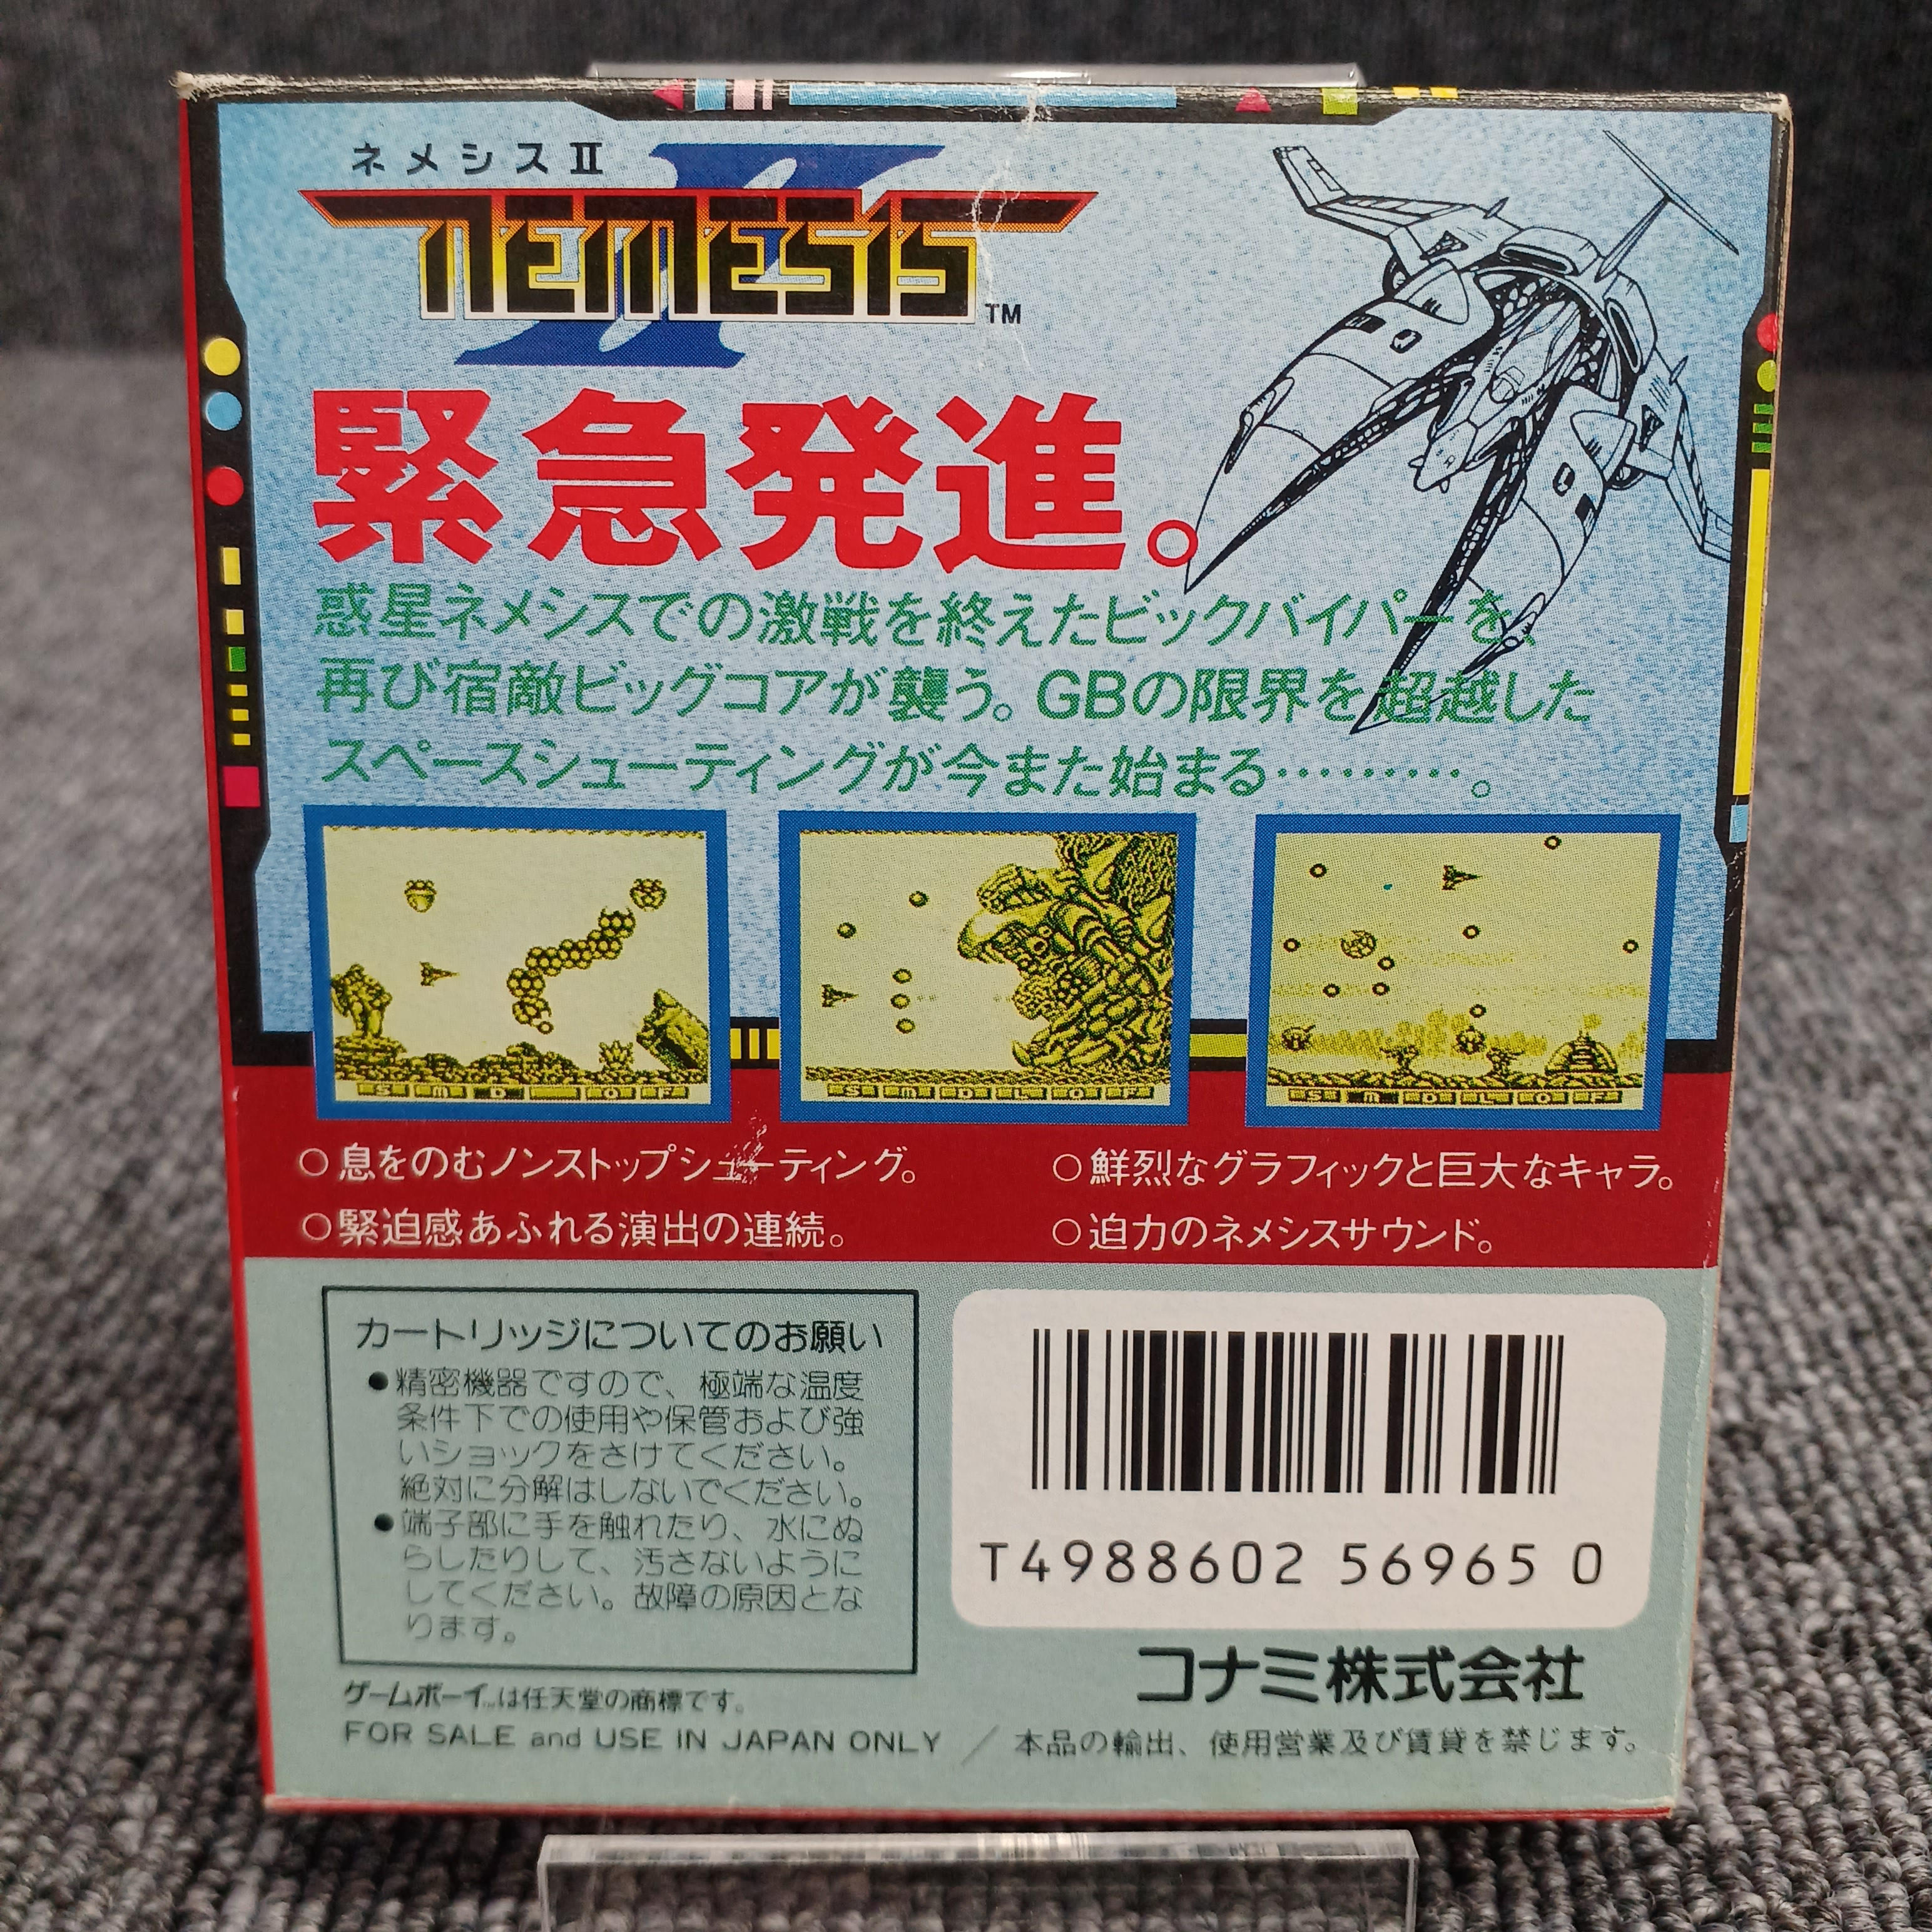 ネメシスⅡ
NEMESIS II TM
緊急発進。
惑星ネメシスでの激戦を終えたビックバイパーを、
再び宿敵ビッグコアが襲う。GBの限界を超越した
スペースシューティングが今また始まる………。
S M D O F
S M D L O F
S M D L O F
○息をのむノンストップシューティング。
○鮮烈なグラフィックと巨大なキャラ。
○緊迫感あふれる演出の連続。
○迫力のネメシスサウンド。
カートリッジについてのお願い
●精密機器ですので、極端な温度
条件下での使用や保管および強
いショックをさけてください。
絶対に分解はしないでください。
●端子部に手を触れたり、水にぬ
らしたりして、汚さないように
してください。故障の原因とな
ります。
T4988602 56965 0
コナミ株式会社
ゲームボーイは任天堂の商標です。
FOR SALE and USE IN JAPAN ONLY / 本品の輸出、使用営業及び賃貸を禁じます。